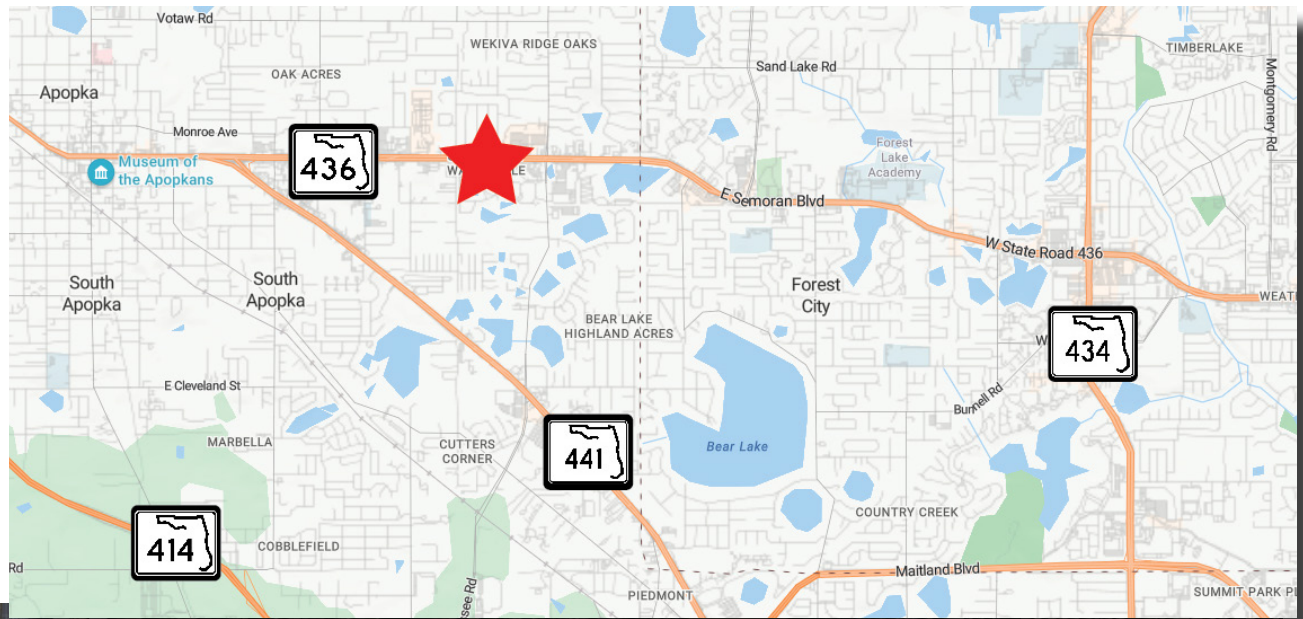 Votaw Rd
WEKIVA RIDGE OAKS
TIMBERLAKE
OAK ACRES
Sand Lake Rd
Montgomery Rd
Apopka
Monroe Ave
436
Museum of
the Apopkans
Forest
Lake
Academy
E Semoran Blvd
W State Road 436
South
Apopka
South
Apopka
Forest
City
BEAR LAKE
HIGHLAND ACRES
434
E Cleveland St
MARBELLA
CUTTERS
CORNER
441
Bear Lake
COUNTRY CREEK
414
COBBLEFIELD
Rd
Maitland Blvd
PIEDMONT
SUMMIT PARK